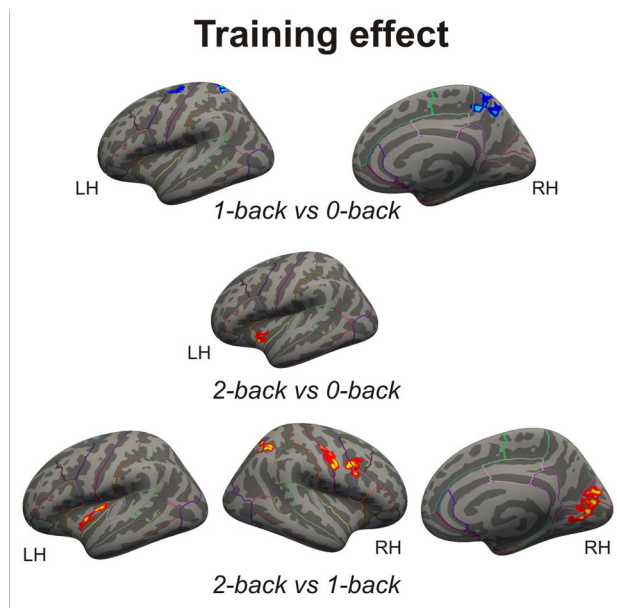 Training effect
LH
RH
1-back vs 0-back
LH
2-back vs 0-back
LH
RH
RH
2-back vs 1-back